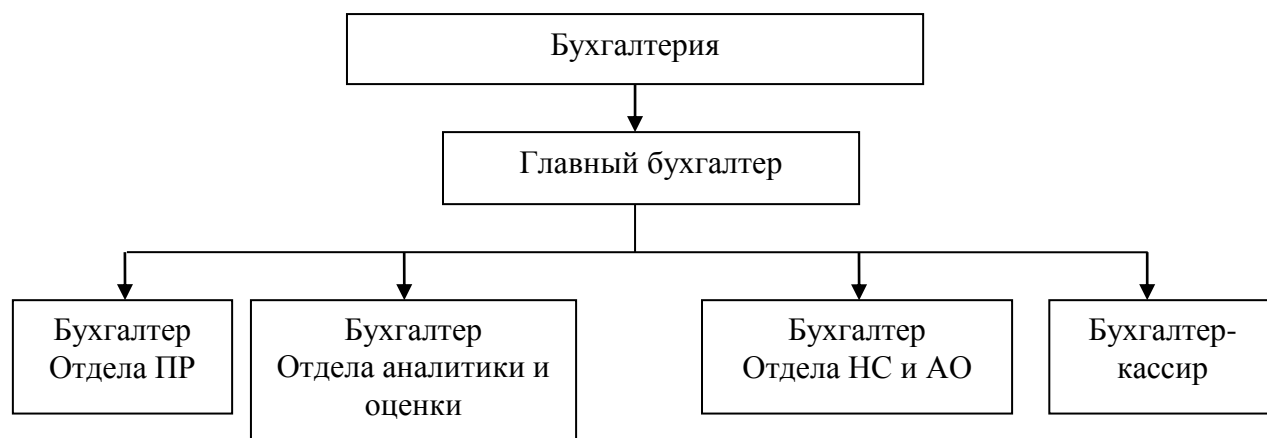 Бухгалтерия
Главный бухгалтер
Бухгалтер
Отдела ПР
Бухгалтер
Отдела аналитики и
оценки
Бухгалтер
Отдела НС и АО
Бухгалтер-
кассир